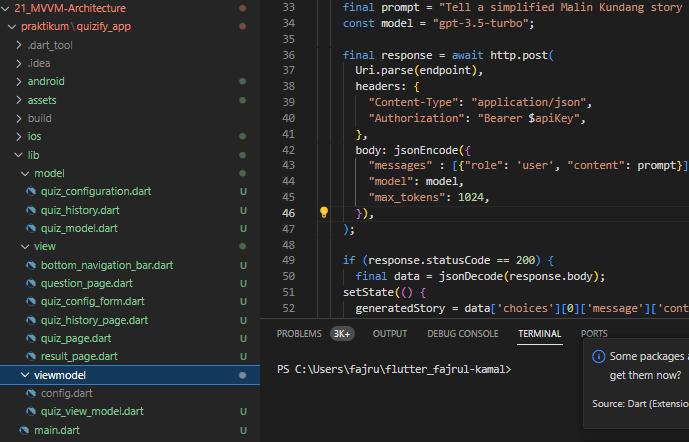 21_MVVM-Architecture
praktikum \ quizify_app
.dart_tool
.idea
android
assets
build
ios
lib
model
quiz_configuration.dart U
quiz_history.dart U
quiz_model.dart U
view
bottom_navigation_bar.dart U
question_page.dart U
quiz_config_form.dart U
quiz_history_page.dart U
quiz_page.dart U
result_page.dart U
viewmodel
config.dart
quiz_view_model.dart U
main.dart U
33 final prompt = "Tell a simplified Malin Kundang story
34 const model = "gpt-3.5-turbo";
35
36 final response = await http.post(
37 Uri.parse(endpoint),
38 headers: {
39 "Content-Type": "application/json",
40 "Authorization": "Bearer $apiKey",
41 },
42 body: jsonEncode({
43 "messages" : [{"role": 'user', "content": prompt}]
44 "model": model,
45 "max_tokens": 1024,
46 }),
47 );
48
49 if (response.statusCode == 200) {
50 final data = jsonDecode(response.body);
51 setState(() {
52 generatedStory = data['choices'][0]['message']['cont
PROBLEMS 3K+ OUTPUT DEBUG CONSOLE TERMINAL PORTS
PS C:\Users\fajru\flutter_fajrul-kamal>
Some packages a
get them now?
Source: Dart (Extensio